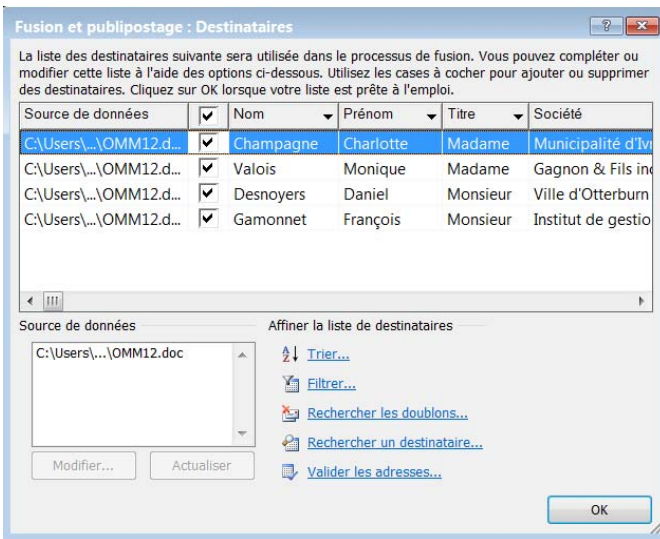 Fusion et publipostage : Destinataires
La liste des destinataires suivante sera utilisée dans le processus de fusion. Vous pouvez compléter ou
modifier cette liste à l'aide des options ci-dessous. Utilisez les cases à cocher pour ajouter ou supprimer
des destinataires. Cliquez sur OK lorsque votre liste est prête à l'emploi.
Source de données Nom Prénom Titre Société
C:\Users\...\OMM12.d... Champagne Charlotte Madame Municipalité d'Ivr
C:\Users\...\OMM12.d... Valois Monique Madame Gagnon & Fils inc
C:\Users\...\OMM12.d... Desnoyers Daniel Monsieur Ville d'Otterburn
C:\Users\...\OMM12.d... Gamonnet François Monsieur Institut de gestio
Source de données
C:\Users\...\OMM12.doc
Modifier... Actualiser
Affiner la liste de destinataires
Trier...
Filtrer...
Rechercher les doublons...
Rechercher un destinataire...
Valider les adresses...
OK